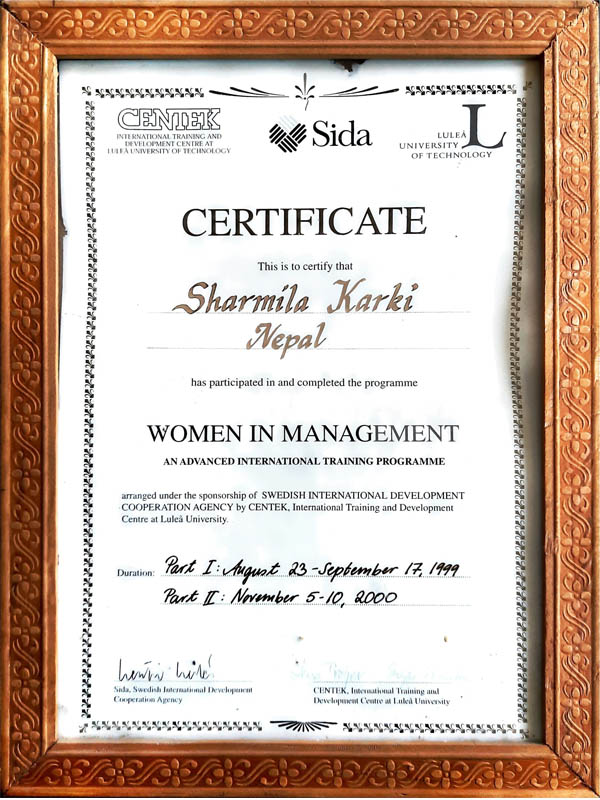 CENTEK
INTERNATIONAL TRAINING AND
DEVELOPMENT CENTRE AT
LULEÅ UNIVERSITY OF TECHNOLOGY
Sida
L
LULEÅ
UNIVERSITY
OF TECHNOLOGY
CERTIFICATE
This is to certify that
Sharmila Karki
Nepal
has participated in and completed the programme
WOMEN IN MANAGEMENT
AN ADVANCED INTERNATIONAL TRAINING PROGRAMME
arranged under the sponsorship of SWEDISH INTERNATIONAL DEVELOPMENT
COOPERATION AGENCY by CENTEK, International Training and Development
Centre at Luleå University.
Duration: Part I: August 23-September 17, 1999
Part II: November 5-10, 2000
Sida, Swedish International Development
Cooperation Agency
CENTEK, International Training and
Development Centre at Luleå University